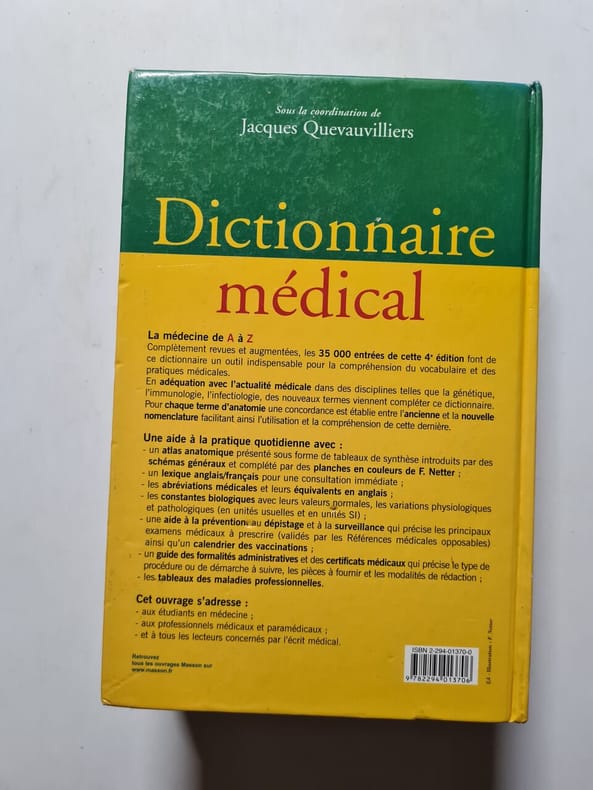 Sous la coordination de
Jacques Quevauvilliers
Dictionnaire
médical
La médecine de A à Z
Complètement revues et augmentées, les 35 000 entrées de cette 4e édition font de
ce dictionnaire un outil indispensable pour la compréhension du vocabulaire et des
pratiques médicales.
En adéquation avec l'actualité médicale dans des disciplines telles que la génétique,
l'immunologie, l'infectiologie, des nouveaux termes viennent compléter ce dictionnaire.
Pour chaque terme d'anatomie une concordance est établie entre l'ancienne et la nouvelle
nomenclature facilitant ainsi l'utilisation et la compréhension de cette dernière.
Une aide à la pratique quotidienne avec :
- un atlas anatomique présenté sous forme de tableaux de synthèse introduits par des
schémas généraux et complété par des planches en couleurs de F. Netter ;
- un lexique anglais/français pour une consultation immédiate ;
- les abréviations médicales et leurs équivalents en anglais ;
- les constantes biologiques avec leurs valeurs normales, les variations physiologiques
et pathologiques (en unités usuelles et en unités SI) ;
- une aide à la prévention, au dépistage et à la surveillance qui précise les principaux
examens médicaux à prescrire (validés par les Références médicales opposables)
ainsi qu'un calendrier des vaccinations ;
- un guide des formalités administratives et des certificats médicaux qui précise le type de
procédure ou de démarche à suivre, les pièces à fournir et les modalités de rédaction ;
- les tableaux des maladies professionnelles.
Cet ouvrage s'adresse :
- aux étudiants en médecine ;
- aux professionnels médicaux et paramédicaux ;
- et à tous les lecteurs concernés par l'écrit médical.
Retrouvez
tous les ouvrages Masson sur
www.masson.fr
ISBN 2-294-01370-0
9 782294 013706
Illustration : F. Netter